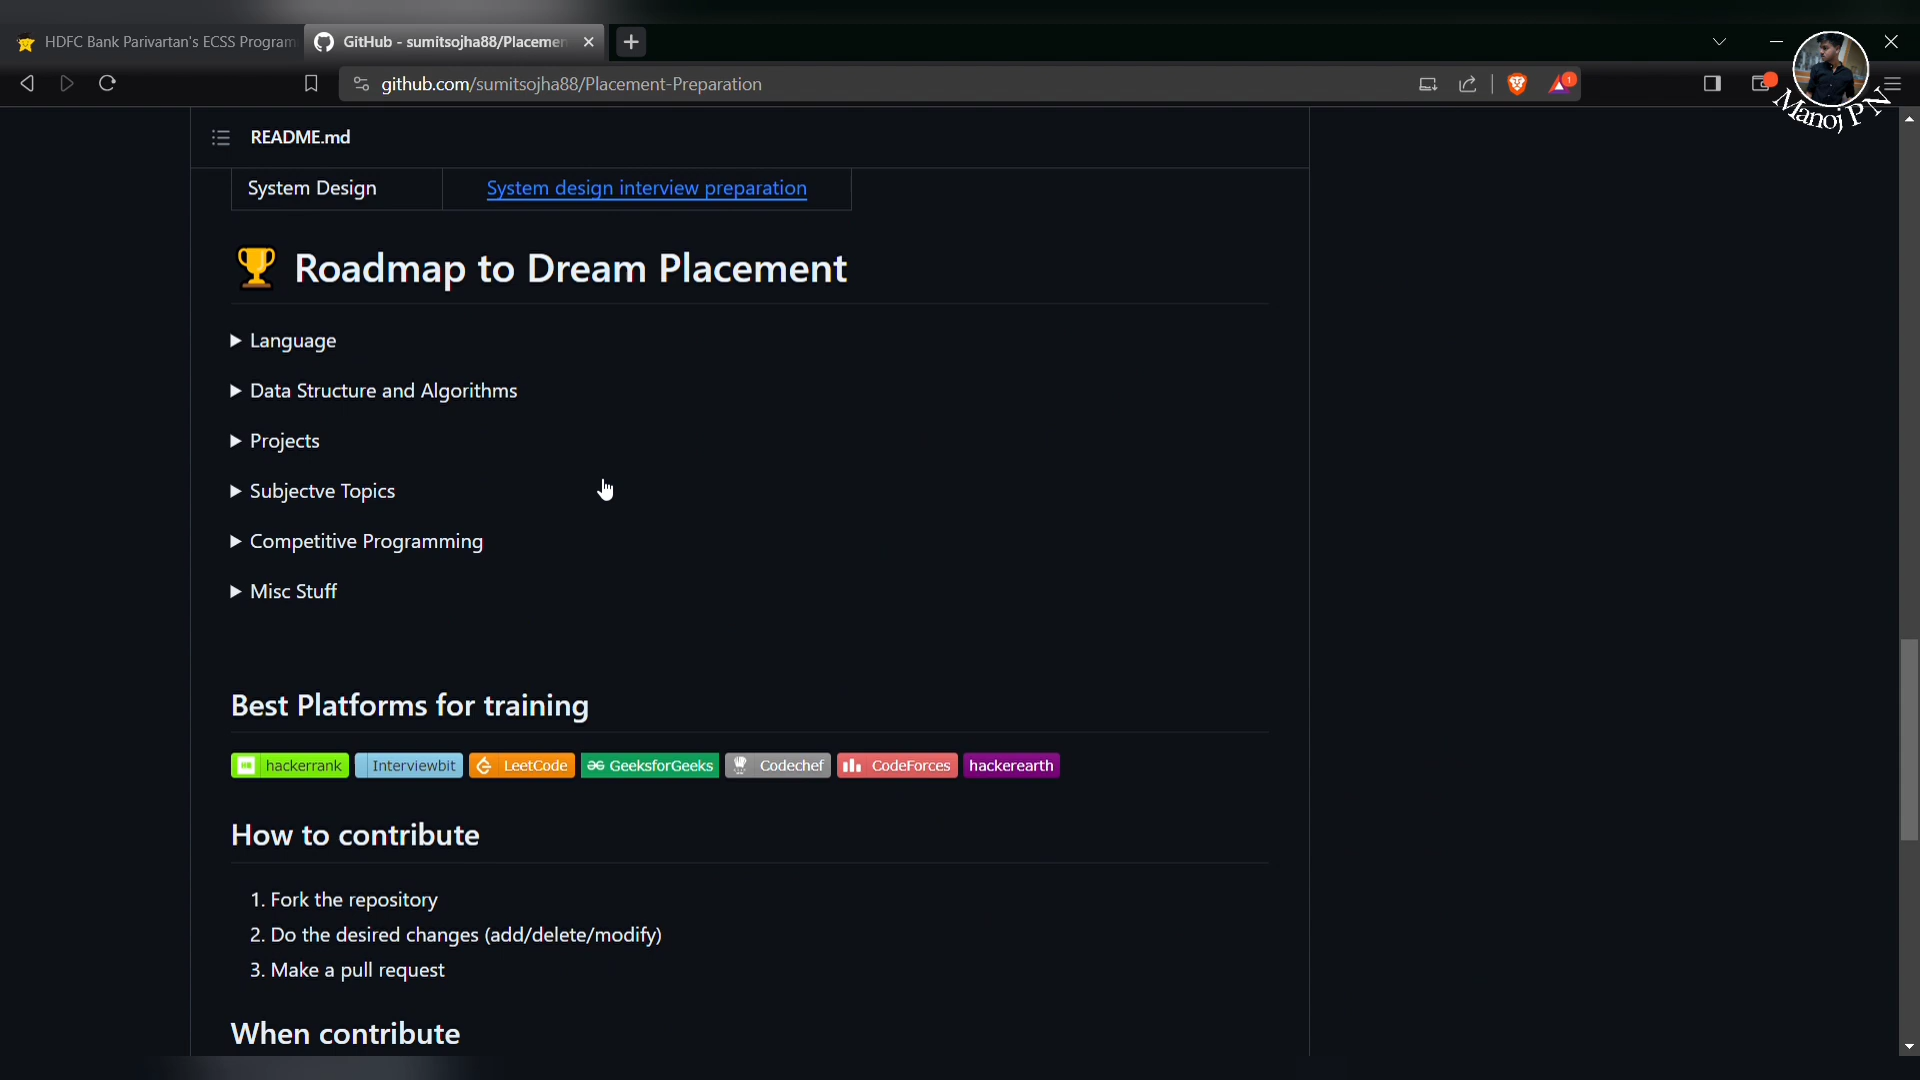 HDFC Bank Parivartan's ECSS Program
GitHub - sumitsojha88/Placemen
github.com/sumitsojha88/Placement-Preparation
1
Manoj P N
README.md
System Design
System design interview preparation
Roadmap to Dream Placement
Language
Data Structure and Algorithms
Projects
Subjectve Topics
Competitive Programming
Misc Stuff
Best Platforms for training
hackerrank Interviewbit LeetCode GeeksforGeeks Codechef CodeForces hackerearth
How to contribute
1. Fork the repository
2. Do the desired changes (add/delete/modify)
3. Make a pull request
When contribute